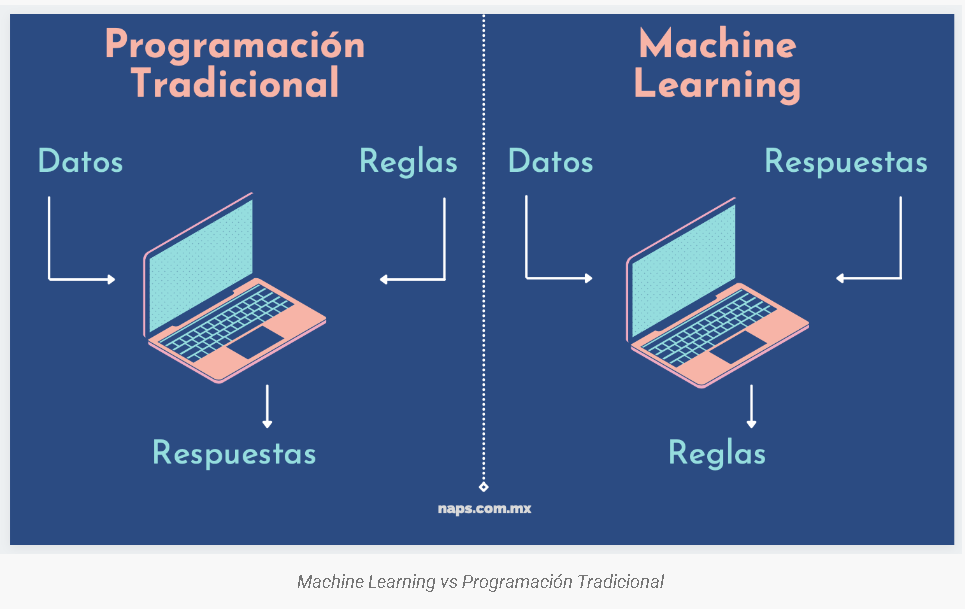 Programación
Tradicional
Datos
Reglas
Respuestas
Machine
Learning
Datos
Respuestas
Reglas
naps.com.mx
Machine Learning vs Programación Tradicional